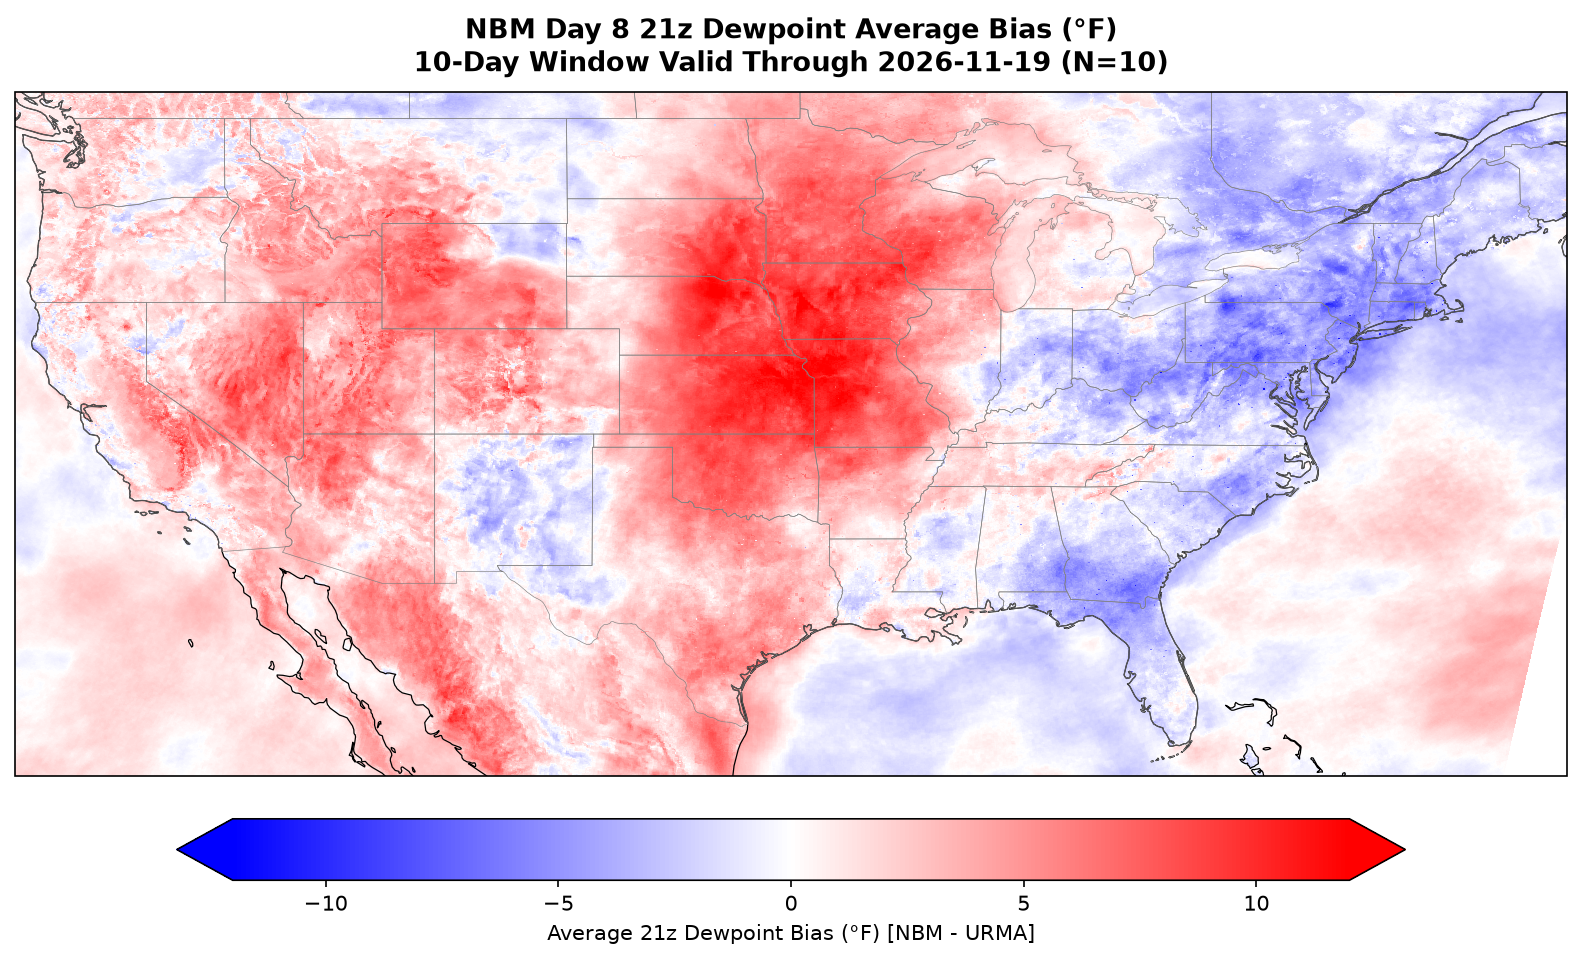 NBM Day 8 21z Dewpoint Average Bias (°F)
10-Day Window Valid Through 2026-11-19 (N=10)
−10 −5 0 5 10
Average 21z Dewpoint Bias (°F) [NBM - URMA]